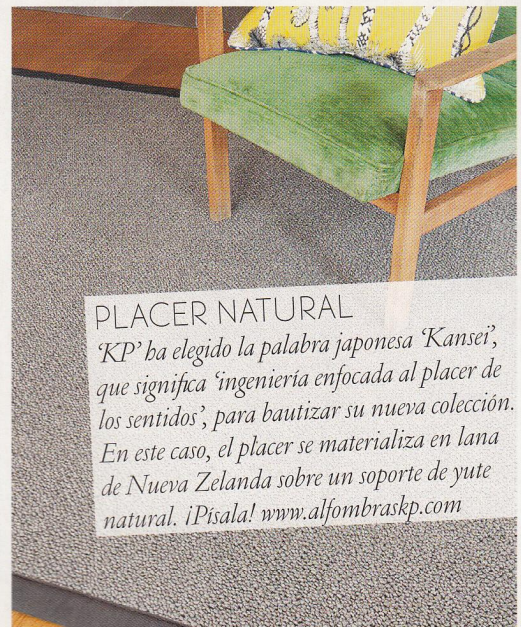 PLACER NATURAL
‘KP’ ha elegido la palabra japonesa ‘Kansei’,
que significa ‘ingeniería enfocada al placer de
los sentidos’, para bautizar su nueva colección.
En este caso, el placer se materializa en lana
de Nueva Zelanda sobre un soporte de yute
natural. ¡Písala! www.alfombraskp.com